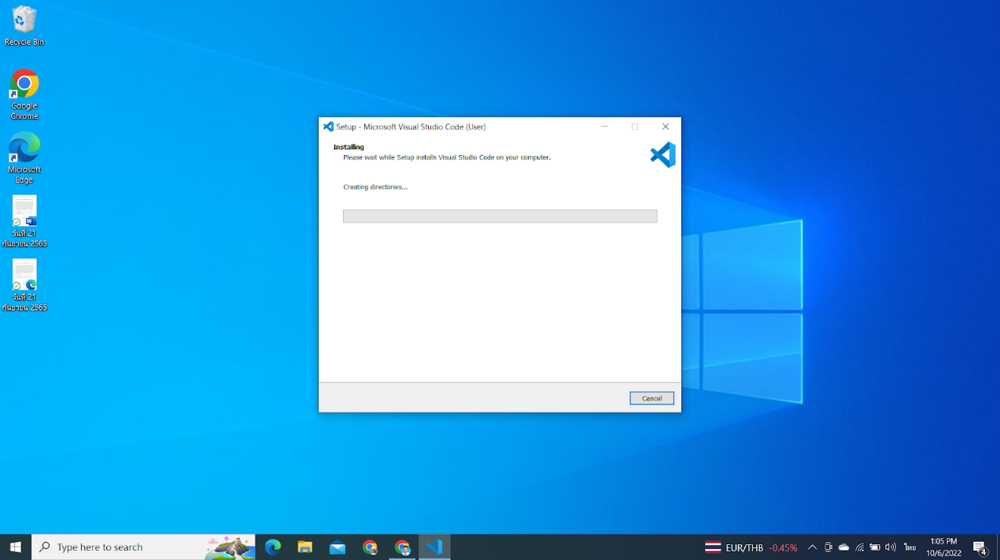 Recycle Bin
Google
Chrome
Microsoft
Edge
วันที่ 21
กันยายน 2565
วันที่ 21
กันยายน 2565
Setup - Microsoft Visual Studio Code (User)
Installing
Please wait while Setup installs Visual Studio Code on your computer.
Creating directories...
Cancel
Type here to search
EUR/THB -0.45%
ไทย
1:05 PM
10/6/2022
4